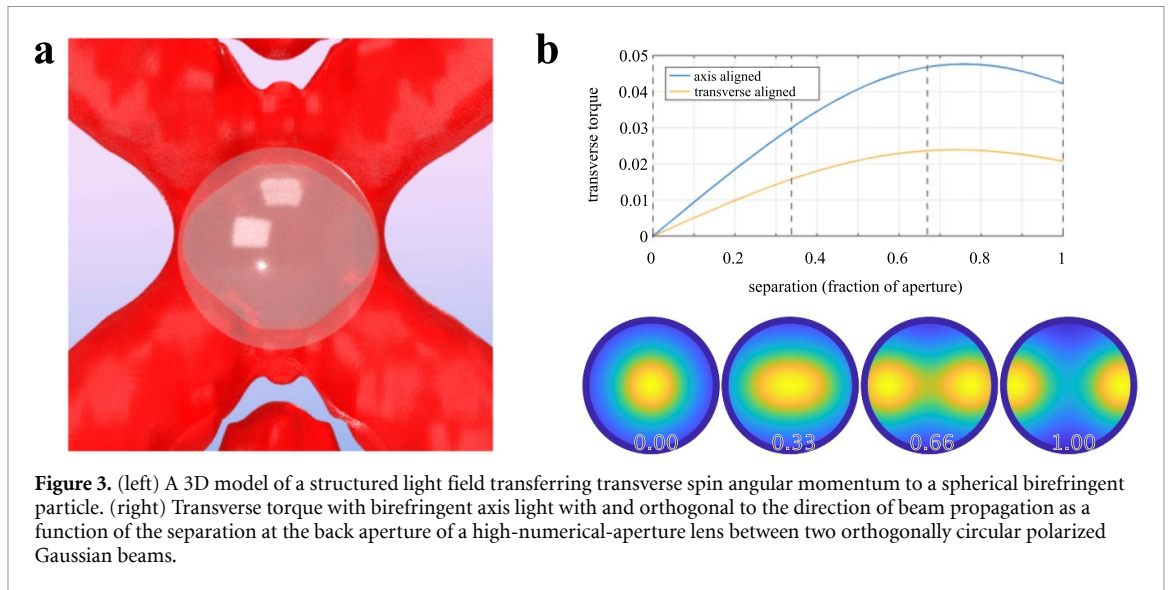 a
b
0.05
0.04
0.03
0.02
0.01
0
transverse torque
axis aligned
transverse aligned
0 0.2 0.4 0.6 0.8 1
separation (fraction of aperture)
0.00 0.33 0.66 1.00
Figure 3. (left) A 3D model of a structured light field transferring transverse spin angular momentum to a spherical birefringent
particle. (right) Transverse torque with birefringent axis light with and orthogonal to the direction of beam propagation as a
function of the separation at the back aperture of a high-numerical-aperture lens between two orthogonally circular polarized
Gaussian beams.